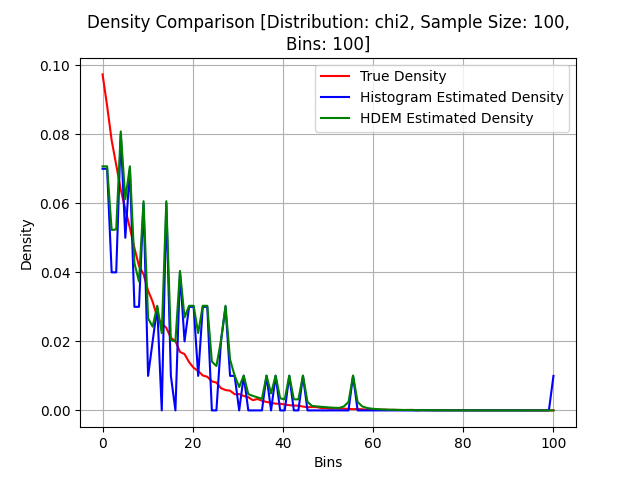 Density Comparison [Distribution: chi2, Sample Size: 100,
Bins: 100]
True Density
Histogram Estimated Density
HDEM Estimated Density
Density
0.10
0.08
0.06
0.04
0.02
0.00
0 20 40 60 80 100
Bins